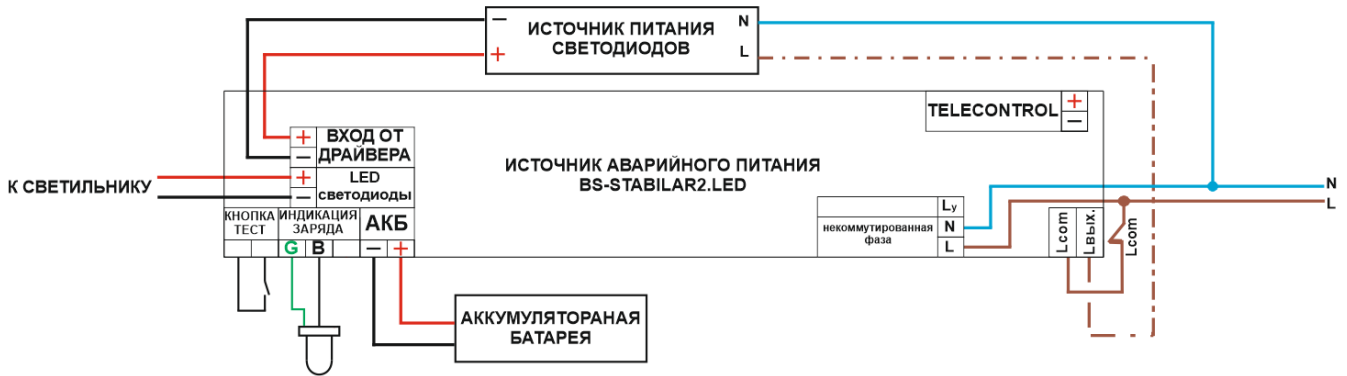 − ИСТОЧНИК ПИТАНИЯ N
+ СВЕТОДИОДОВ L
TELECONTROL + −
+ ВХОД ОТ
− ДРАЙВЕРА
ИСТОЧНИК АВАРИЙНОГО ПИТАНИЯ
BS-STABILAR2.LED
К СВЕТИЛЬНИКУ
+ LED
− светодиоды
N
L
КНОПКА
ТЕСТ
ИНДИКАЦИЯ
ЗАРЯДА
АКБ
G B − +
Lу
некоммутированная
фаза
N
L
Lcom
Lвых.
Lcom
АККУМУЛЯТОРАНАЯ
БАТАРЕЯ